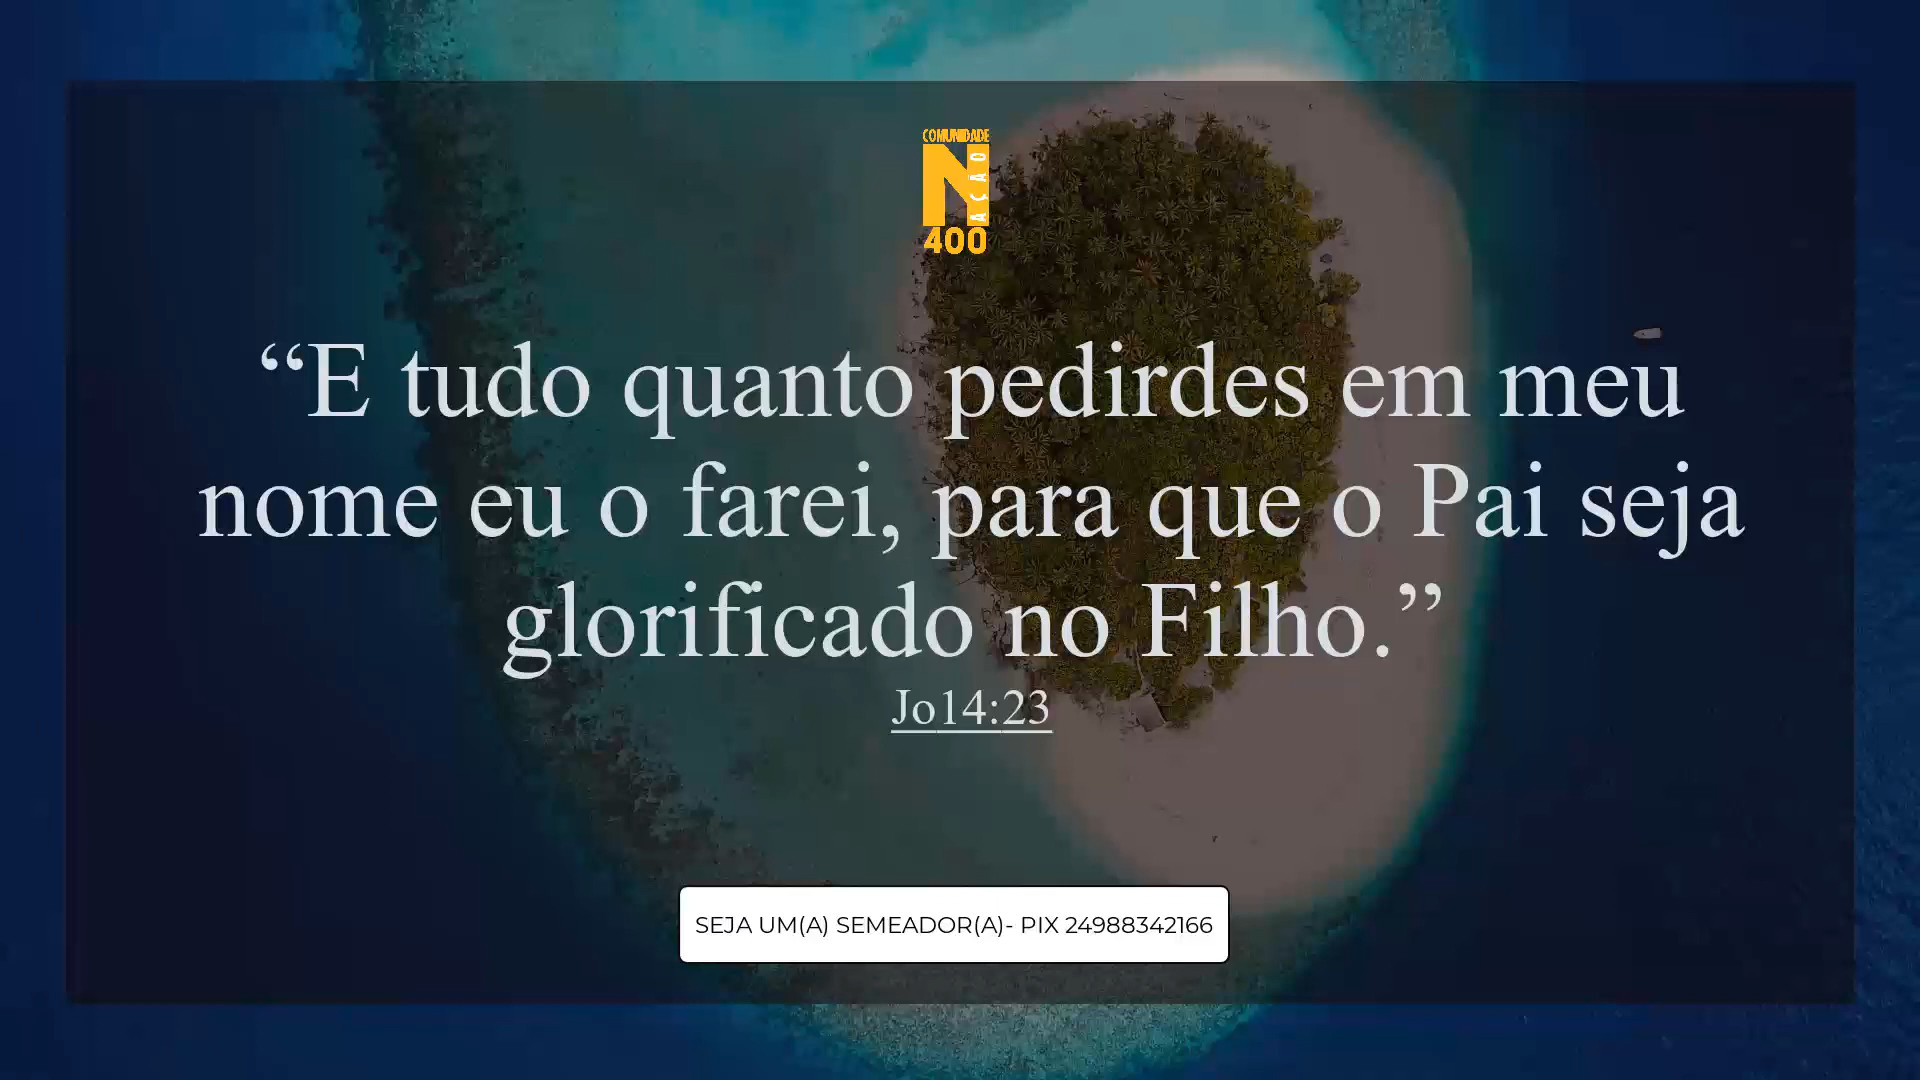 COMUNIDADE
NAÇÃO
400
“E tudo quanto pedirdes em meu
nome eu o farei, para que o Pai seja
glorificado no Filho.”
Jo14:23
SEJA UM(A) SEMEADOR(A)- PIX 24988342166